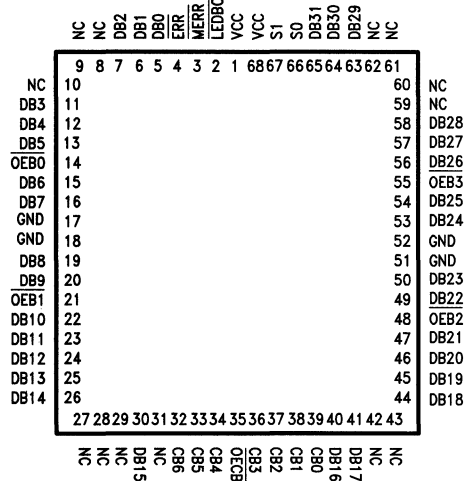 NC NC DB2 DB1 DB0 ERR MERR LEDBO VCC VCC S1 S0 DB31 DB30 DB29 NC NC
9 8 7 6 5 4 3 2 1 68 67 66 65 64 63 62 61
NC 10 60 NC
DB3 11 59 NC
DB4 12 58 DB28
DB5 13 57 DB27
OEB0 14 56 DB26
DB6 15 55 OEB3
DB7 16 54 DB25
GND 17 53 DB24
GND 18 52 GND
DB8 19 51 GND
DB9 20 50 DB23
OEB1 21 49 DB22
DB10 22 48 OEB2
DB11 23 47 DB21
DB12 24 46 DB20
DB13 25 45 DB19
DB14 26 44 DB18
27 28 29 30 31 32 33 34 35 36 37 38 39 40 41 42 43
NC NC NC DB15 NC CB6 CB5 CB4 OECB CB3 CB2 CB1 CB0 DB16 DB17 NC NC